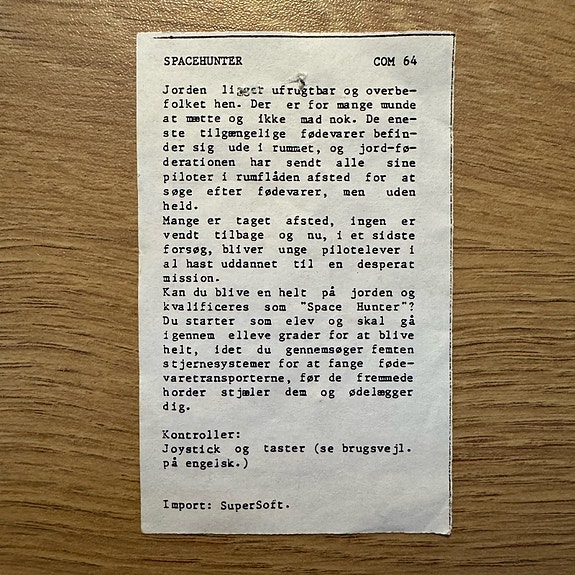 SPACEHUNTER COM 64
Jorden ligger ufrugtbar og overbe-
folket hen. Der er for mange munde
at mætte og ikke mad nok. De ene-
ste tilgængelige fødevarer befin-
der sig ude i rummet, og jord-fø-
derationen har sendt alle sine
piloter i rumflåden afsted for at
søge efter fødevarer, men uden
held.
Mange er taget afsted, ingen er
vendt tilbage og nu, i et sidste
forsøg, bliver unge pilotelever i
al hast uddannet til en desperat
mission.
Kan du blive en helt på jorden og
kvalificeres som "Space Hunter"?
Du starter som elev og skal gå
igennem elleve grader for at blive
helt, idet du gennemsøger femten
stjernesystemer for at fange føde-
varetransporterne, før de fremmede
horder stjæler dem og ødelægger
dig.
Kontroller:
Joystick og taster (se brugsvejl.
på engelsk.)
Import: SuperSoft.